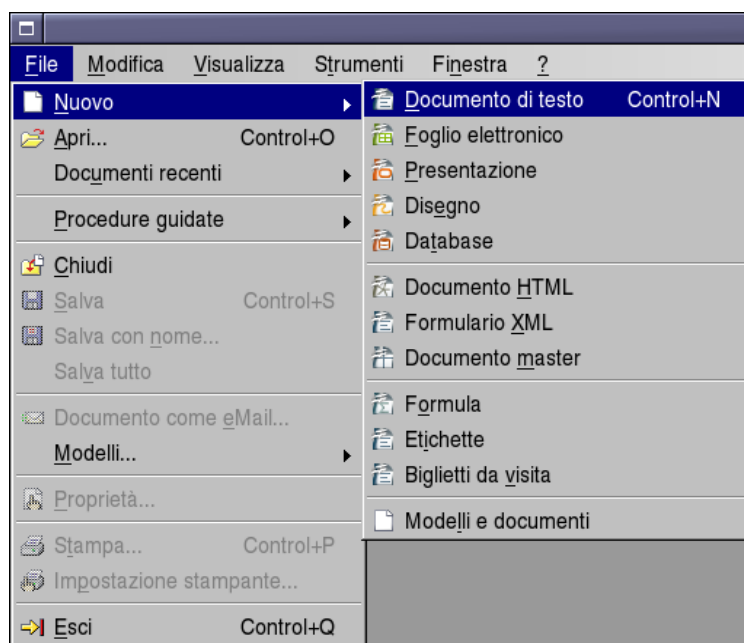 File Modifica Visualizza Strumenti Finestra ?
Nuovo
Apri... Control+O
Documenti recenti
Procedure guidate
Chiudi
Salva Control+S
Salva con nome...
Salva tutto
Documento come eMail...
Modelli...
Proprietà...
Stampa... Control+P
Impostazione stampante...
Esci Control+Q
Documento di testo Control+N
Foglio elettronico
Presentazione
Disegno
Database
Documento HTML
Formulario XML
Documento master
Formula
Etichette
Biglietti da visita
Modelli e documenti